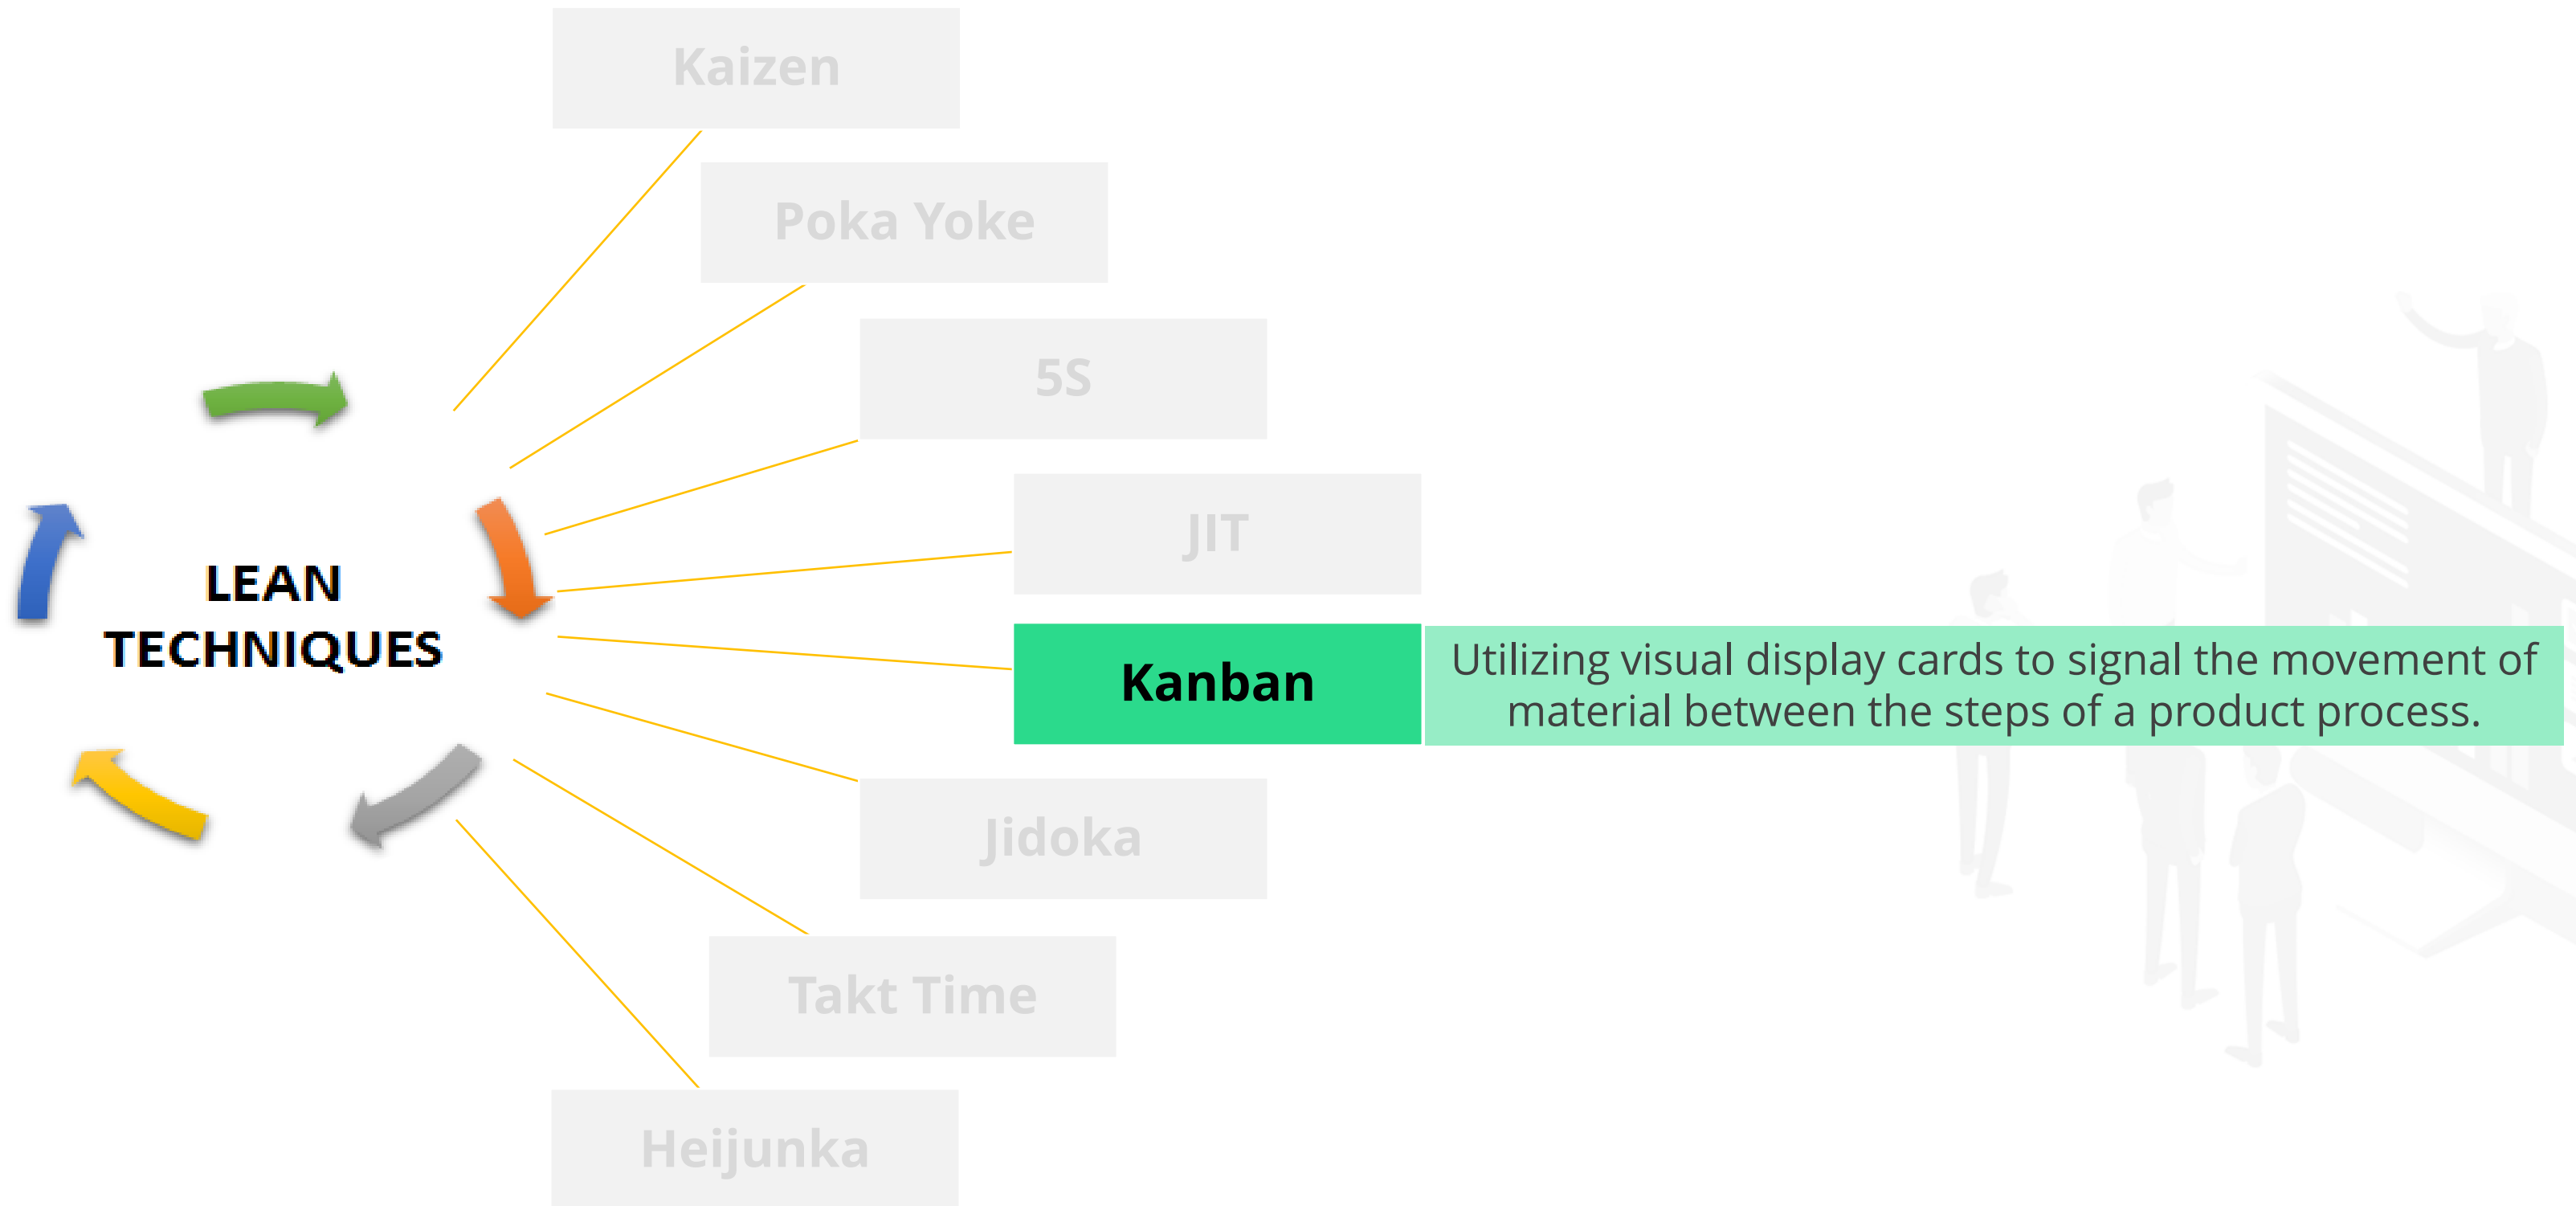 Kaizen
Poka Yoke
5S
JIT
LEAN
TECHNIQUES
Kanban
Utilizing visual display cards to signal the movement of
material between the steps of a product process.
Jidoka
Takt Time
Heijunka